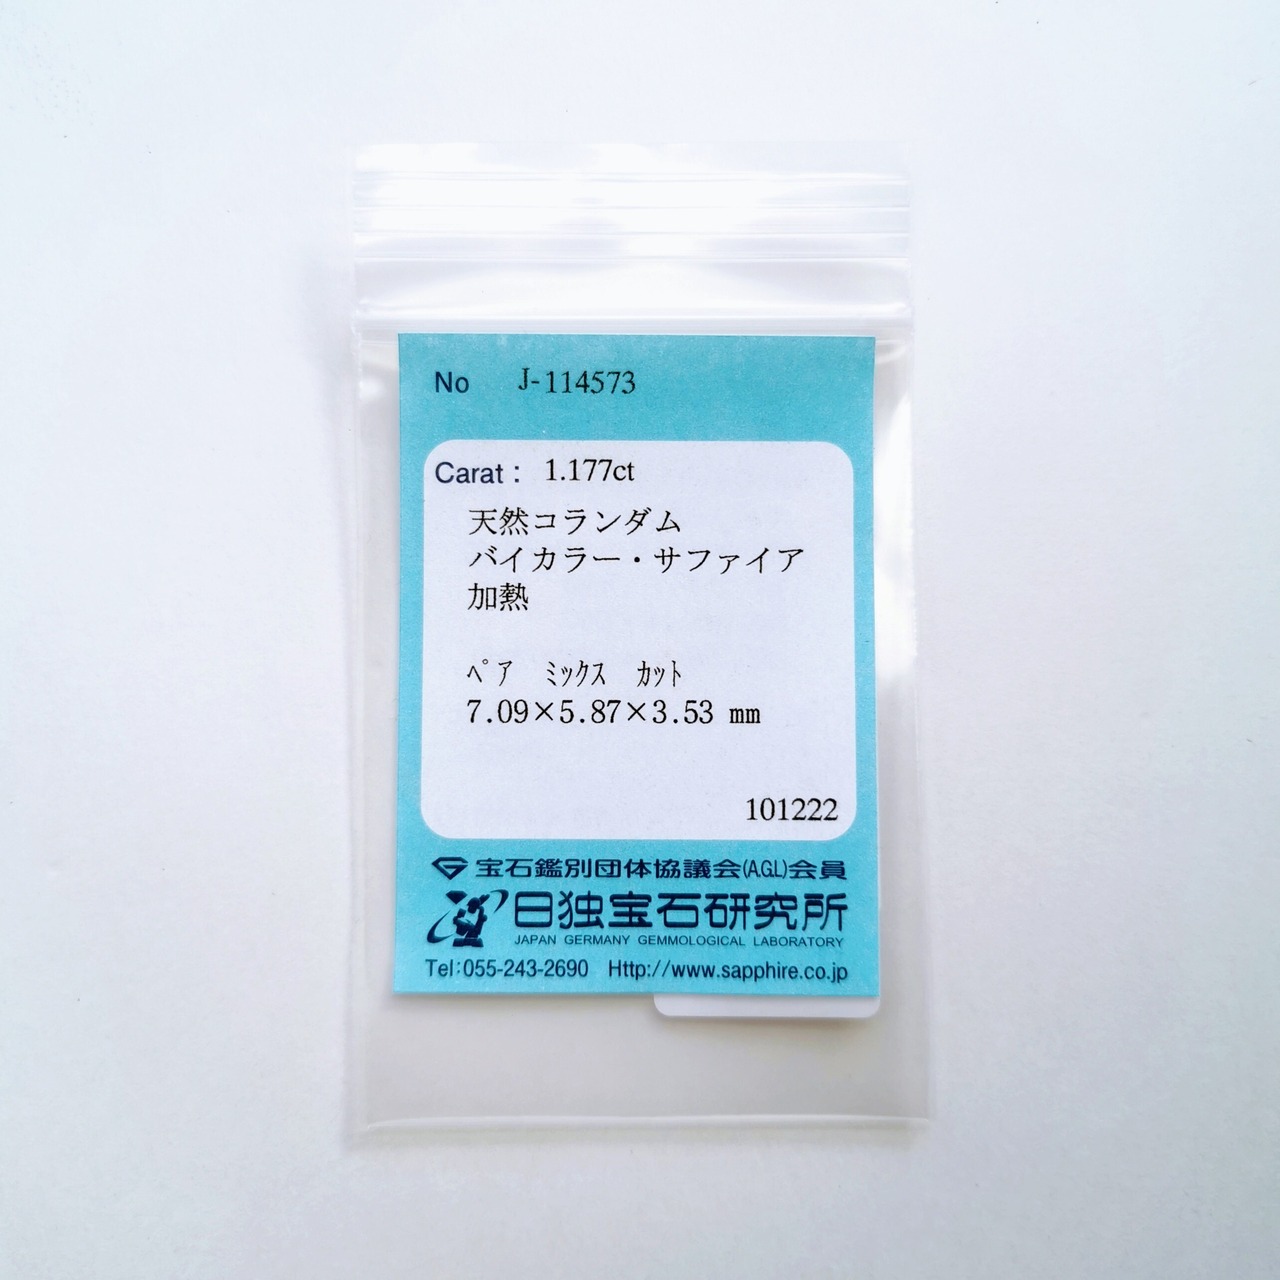 No J-114573
Carat : 1.177ct
天然コランダム
バイカラー・サファイア
加熱
ﾍﾟｱ ﾐｯｸｽ ｶｯﾄ
7.09×5.87×3.53 mm
101222
宝石鑑別団体協議会(AGL)会員
日独宝石研究所
JAPAN GERMANY GEMMOLOGICAL LABORATORY
Tel:055-243-2690 Http://www.sapphire.co.jp